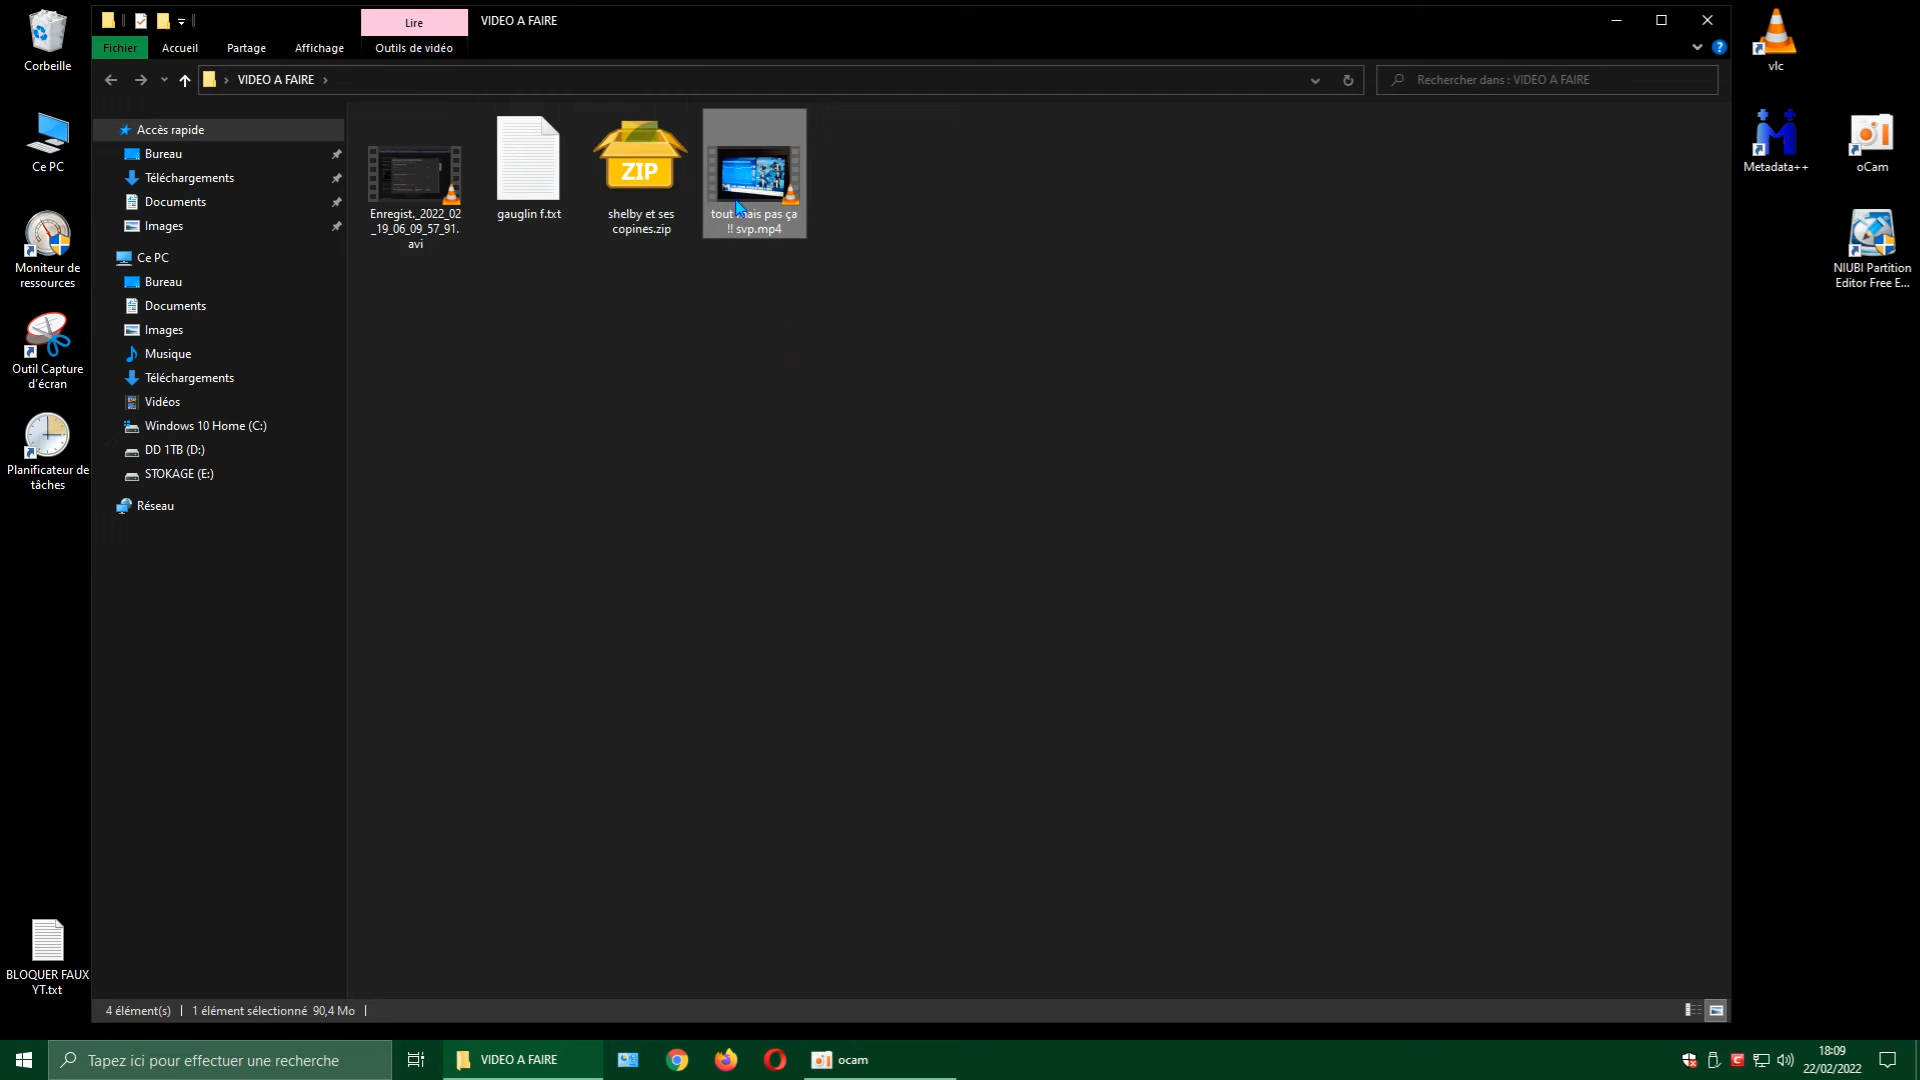 Corbeille
Ce PC
Moniteur de
ressources
Outil Capture
d'écran
Planificateur de
tâches
BLOQUER FAUX
YT.txt
Lire
VIDEO A FAIRE
Fichier
Accueil
Partage
Affichage
Outils de vidéo
VIDEO A FAIRE
Rechercher dans : VIDEO A FAIRE
Accès rapide
Bureau
Téléchargements
Documents
Images
Ce PC
Bureau
Documents
Images
Musique
Téléchargements
Vidéos
Windows 10 Home (C:)
DD 1TB (D:)
STOKAGE (E:)
Réseau
Enregist._2022_02
_19_06_09_57_91.
avi
gauglin f.txt
ZIP
shelby et ses
copines.zip
tout mais pas ça
!! svp.mp4
4 élément(s)
1 élément sélectionné 90,4 Mo
vlc
Metadata++
oCam
NIUBI Partition
Editor Free E...
Tapez ici pour effectuer une recherche
VIDEO A FAIRE
ocam
18:09
22/02/2022